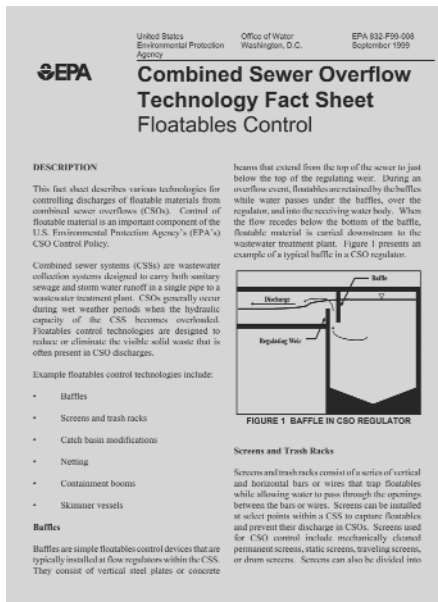 United States
Environmental Protection
Agency
Office of Water
Washington, D.C.
EPA 832-F99-008
September 1999
EPA
Combined Sewer Overflow
Technology Fact Sheet
Floatables Control
DESCRIPTION
This fact sheet describes various technologies for
controlling discharges of floatable materials from
combined sewer overflows (CSOs). Control of
floatable material is an important component of the
U.S. Environmental Protection Agency's (EPA's)
CSO Control Policy.
Combined sewer systems (CSSs) are wastewater
collection systems designed to carry both sanitary
sewage and storm water runoff in a single pipe to a
wastewater treatment plant. CSOs generally occur
during wet weather periods when the hydraulic
capacity of the CSS becomes overloaded.
Floatables control technologies are designed to
reduce or eliminate the visible solid waste that is
often present in CSO discharges.
Example floatables control technologies include:
• Baffles
• Screens and trash racks
• Catch basin modifications
• Netting
• Containment booms
• Skimmer vessels
Baffles
Baffles are simple floatables control devices that are
typically installed at flow regulators within the CSS.
They consist of vertical steel plates or concrete
beams that extend from the top of the sewer to just
below the top of the regulating weir. During an
overflow event, floatables are retained by the baffles
while water passes under the baffles, over the
regulator, and into the receiving water body. When
the flow recedes below the bottom of the baffle,
floatable material is carried downstream to the
wastewater treatment plant. Figure 1 presents an
example of a typical baffle in a CSO regulator.
Baffle
Discharge
Regulating Weir
FIGURE 1 BAFFLE IN CSO REGULATOR
Screens and Trash Racks
Screens and trash racks consist of a series of vertical
and horizontal bars or wires that trap floatables
while allowing water to pass through the openings
between the bars or wires. Screens can be installed
at select points within a CSS to capture floatables
and prevent their discharge in CSOs. Screens used
for CSO control include mechanically cleaned
permanent screens, static screens, traveling screens,
or drum screens. Screens can also be divided into